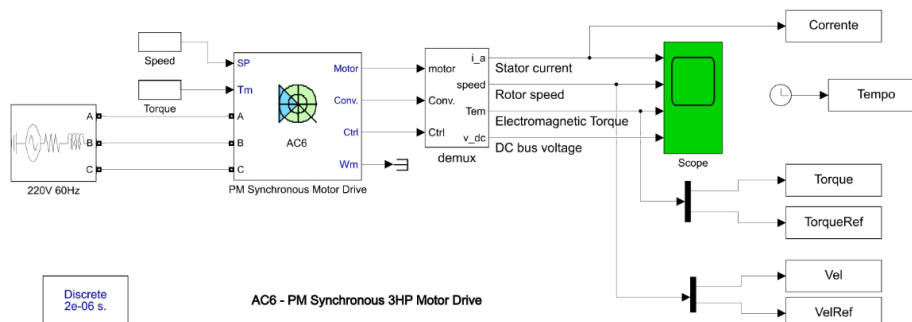 Corrente
Speed
SP
Motor
motor
i_a
Stator current
Tm
speed
Rotor speed
Tempo
Torque
Conv.
Conv.
Tem
Electromagnetic Torque
A
A
AC6
Ctrl
Ctrl
v_dc
DC bus voltage
B
B
demux
Scope
C
C
Wm
220V 60Hz
PM Synchronous Motor Drive
Torque
TorqueRef
Vel
Discrete
2e-06 s.
AC6 - PM Synchronous 3HP Motor Drive
VelRef